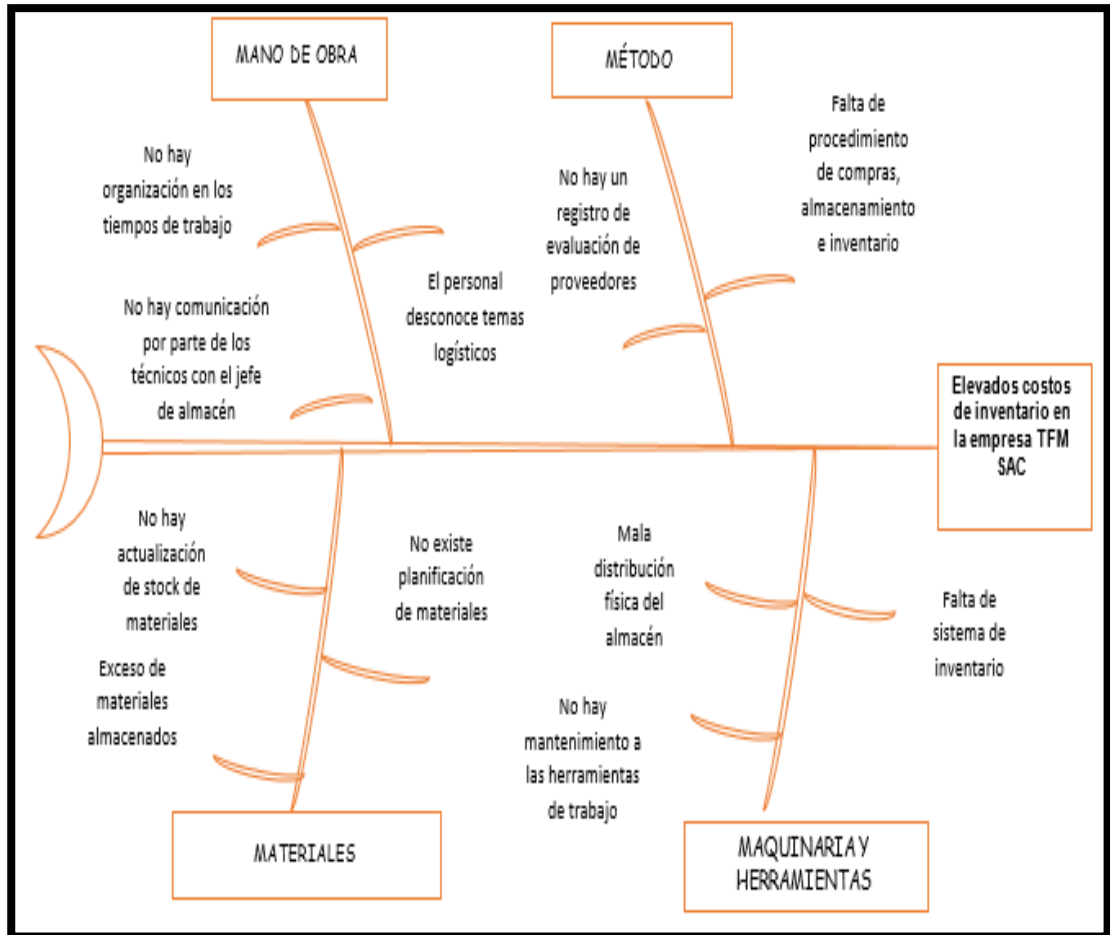 MANO DE OBRA
No hay
organización en los
tiempos de trabajo
El personal
desconoce temas
logísticos
No hay comunicación
por parte de los
técnicos con el jefe
de almacén
MÉTODO
No hay un
registro de
evaluación de
proveedores
Falta de
procedimiento
de compras,
almacenamiento
e inventario
Elevados costos
de inventario en
la empresa TFM
SAC
No hay
actualización
de stock de
materiales
No existe
planificación
de materiales
Exceso de
materiales
almacenados
MATERIALES
Mala
distribución
física del
almacén
Falta de
sistema de
inventario
No hay
mantenimiento a
las herramientas
de trabajo
MAQUINARIA Y
HERRAMIENTAS